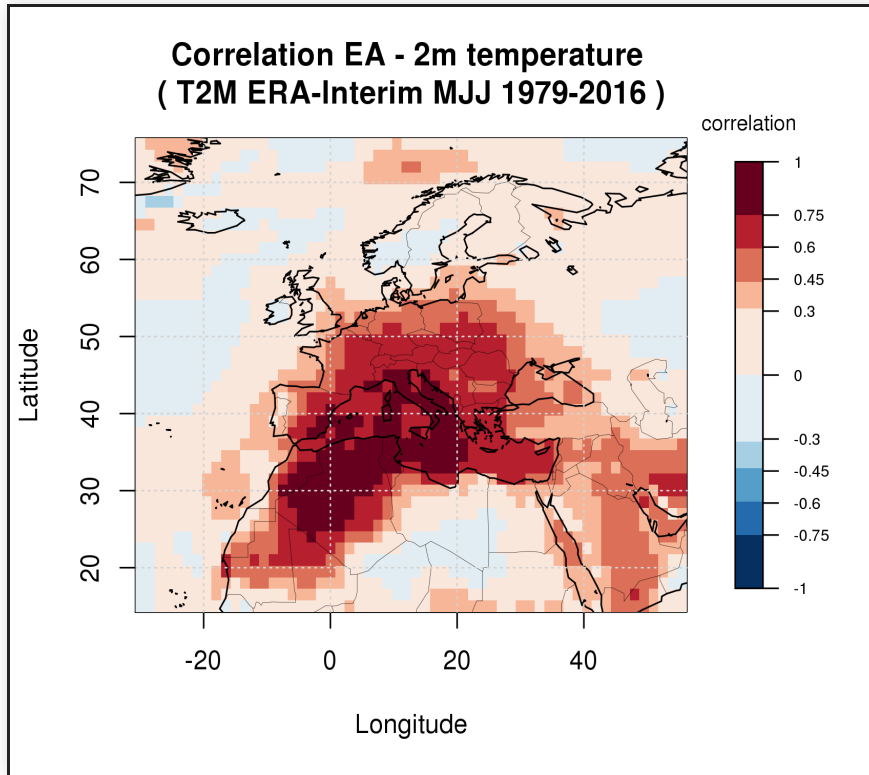 Correlation EA - 2m temperature
( T2M ERA-Interim MJJ 1979-2016 )
correlation
1
0.75
0.6
0.45
0.3
0
-0.3
-0.45
-0.6
-0.75
-1
70
60
50
40
30
20
Latitude
-20 0 20 40
Longitude